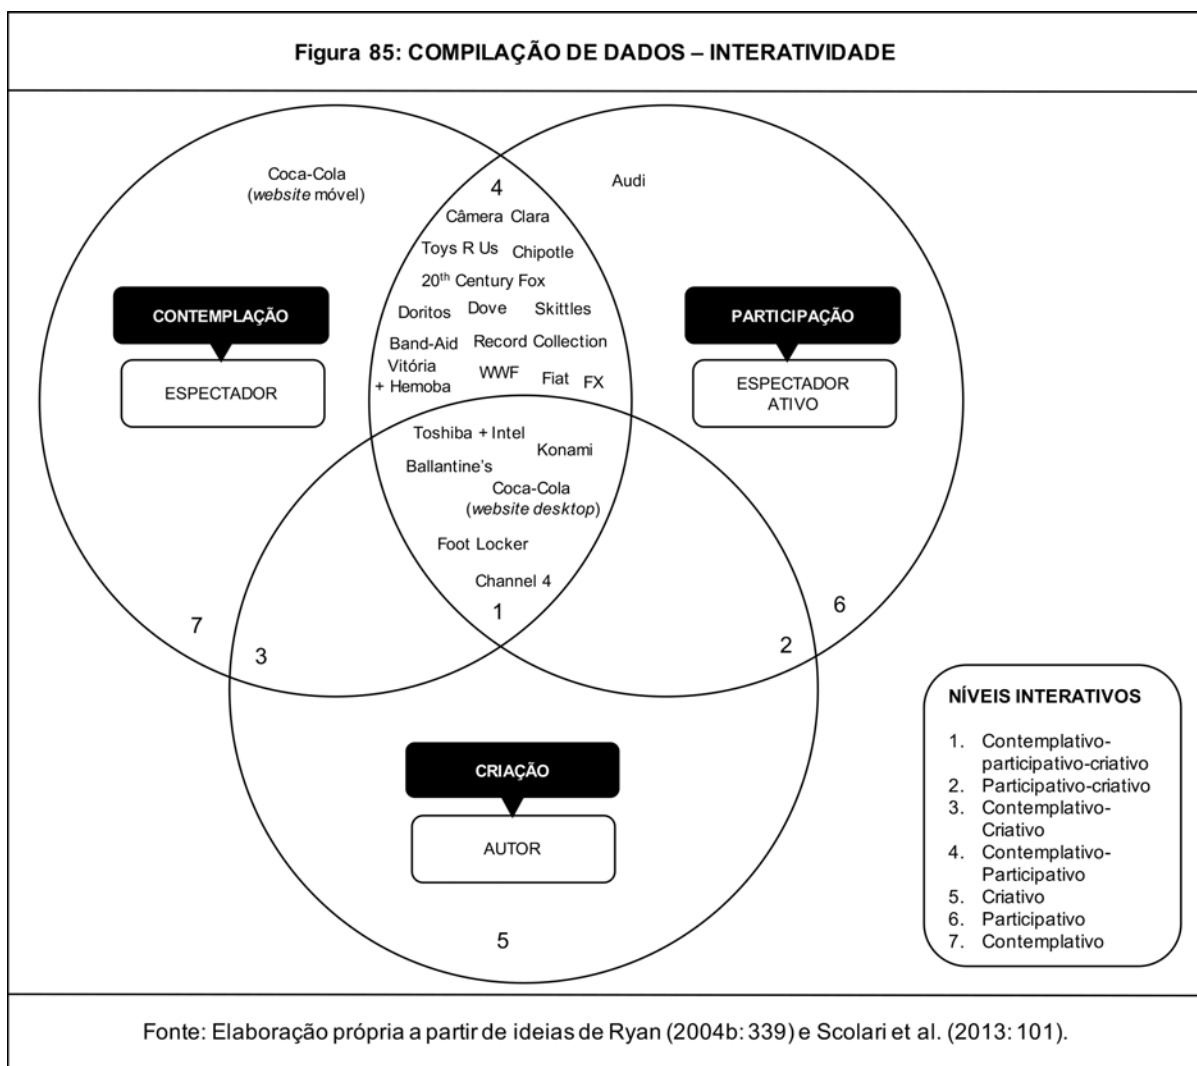 Figura 85: COMPILAÇÃO DE DADOS – INTERATIVIDADE
Coca-Cola
(website móvel)
4
Audi
Câmera Clara
Toys R Us
Chipotle
20th Century Fox
Doritos
Dove
Skittles
Band-Aid
Record Collection
Vitória
+ Hemoba
WWF
Fiat
FX
CONTEMPLAÇÃO
ESPECTADOR
PARTICIPAÇÃO
ESPECTADOR
ATIVO
Toshiba + Intel
Konami
Ballantine's
Coca-Cola
(website desktop)
Foot Locker
Channel 4
1
7
3
2
6
CRIAÇÃO
AUTOR
5
NÍVEIS INTERATIVOS
1. Contemplativo-
participativo-criativo
2. Participativo-criativo
3. Contemplativo-
Criativo
4. Contemplativo-
Participativo
5. Criativo
6. Participativo
7. Contemplativo
Fonte: Elaboração própria a partir de ideias de Ryan (2004b: 339) e Scolari et al. (2013: 101).